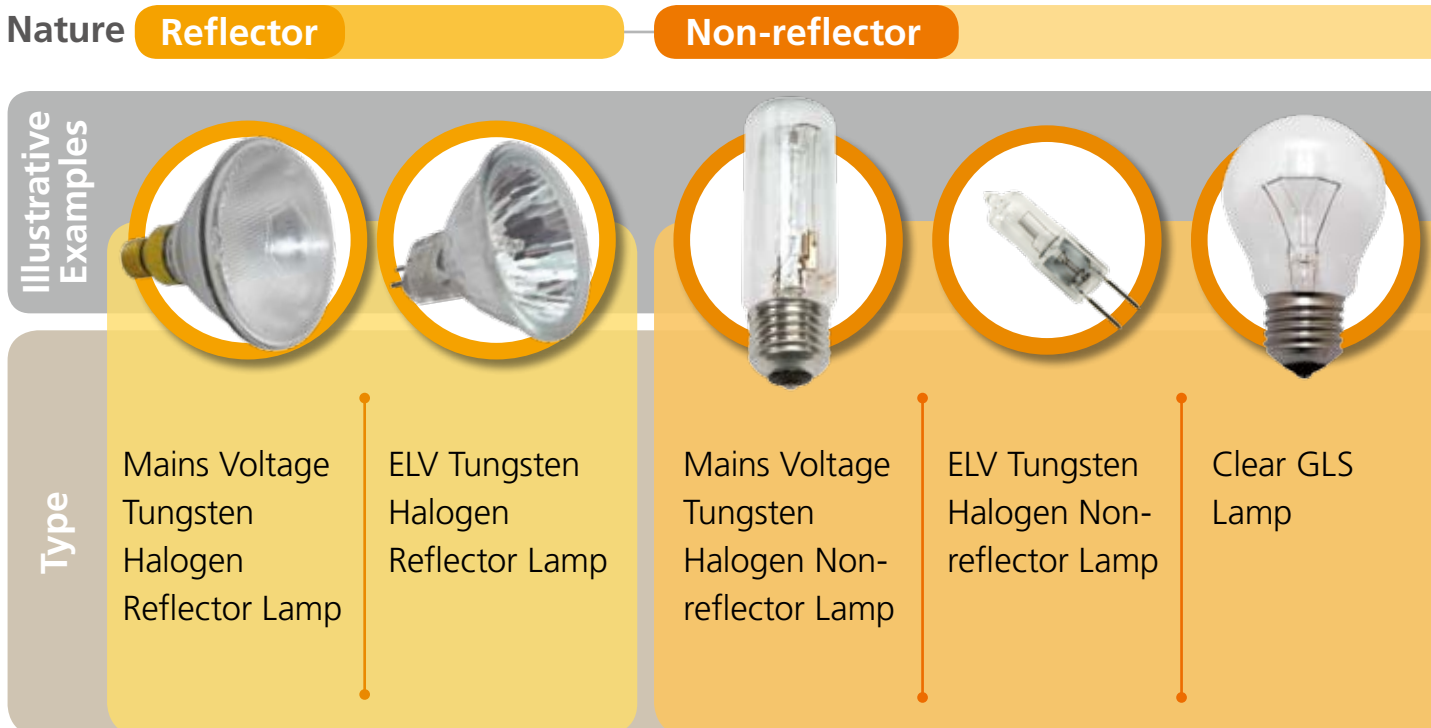 Nature Reflector Non-reflector
Illustrative
Examples
Type
Mains Voltage
Tungsten
Halogen
Reflector Lamp
ELV Tungsten
Halogen
Reflector Lamp
Mains Voltage
Tungsten
Halogen Non-
reflector Lamp
ELV Tungsten
Halogen Non-
reflector Lamp
Clear GLS
Lamp